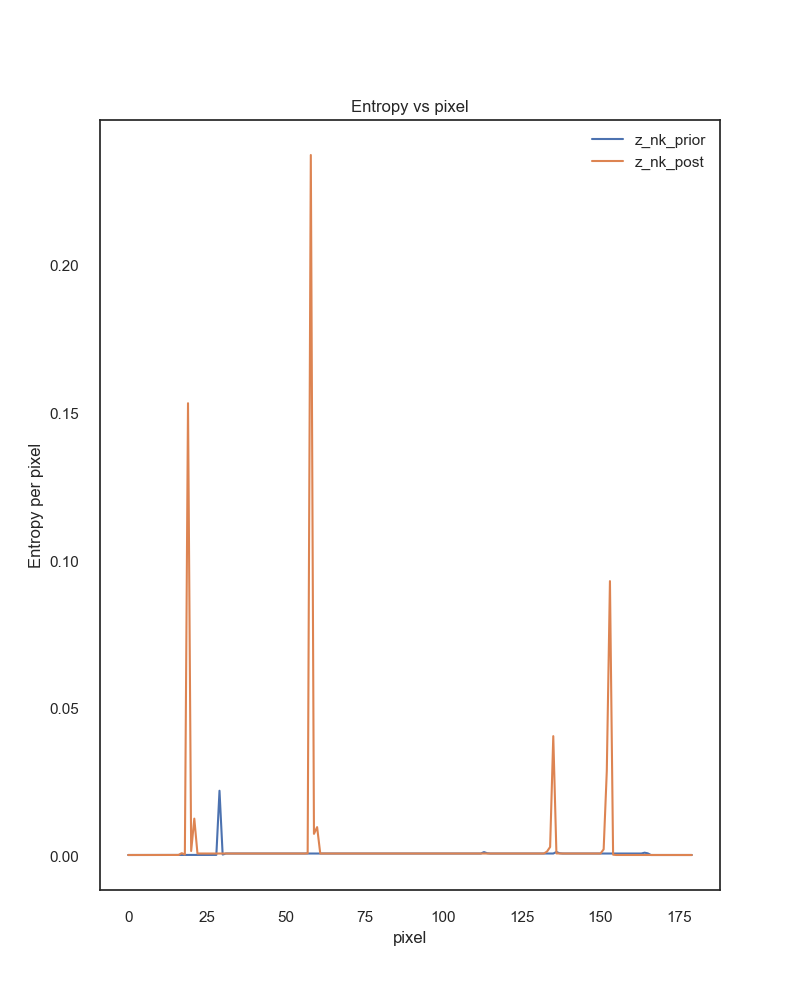 Entropy vs pixel
z_nk_prior
z_nk_post
Entropy per pixel
0.20
0.15
0.10
0.05
0.00
0 25 50 75 100 125 150 175
pixel